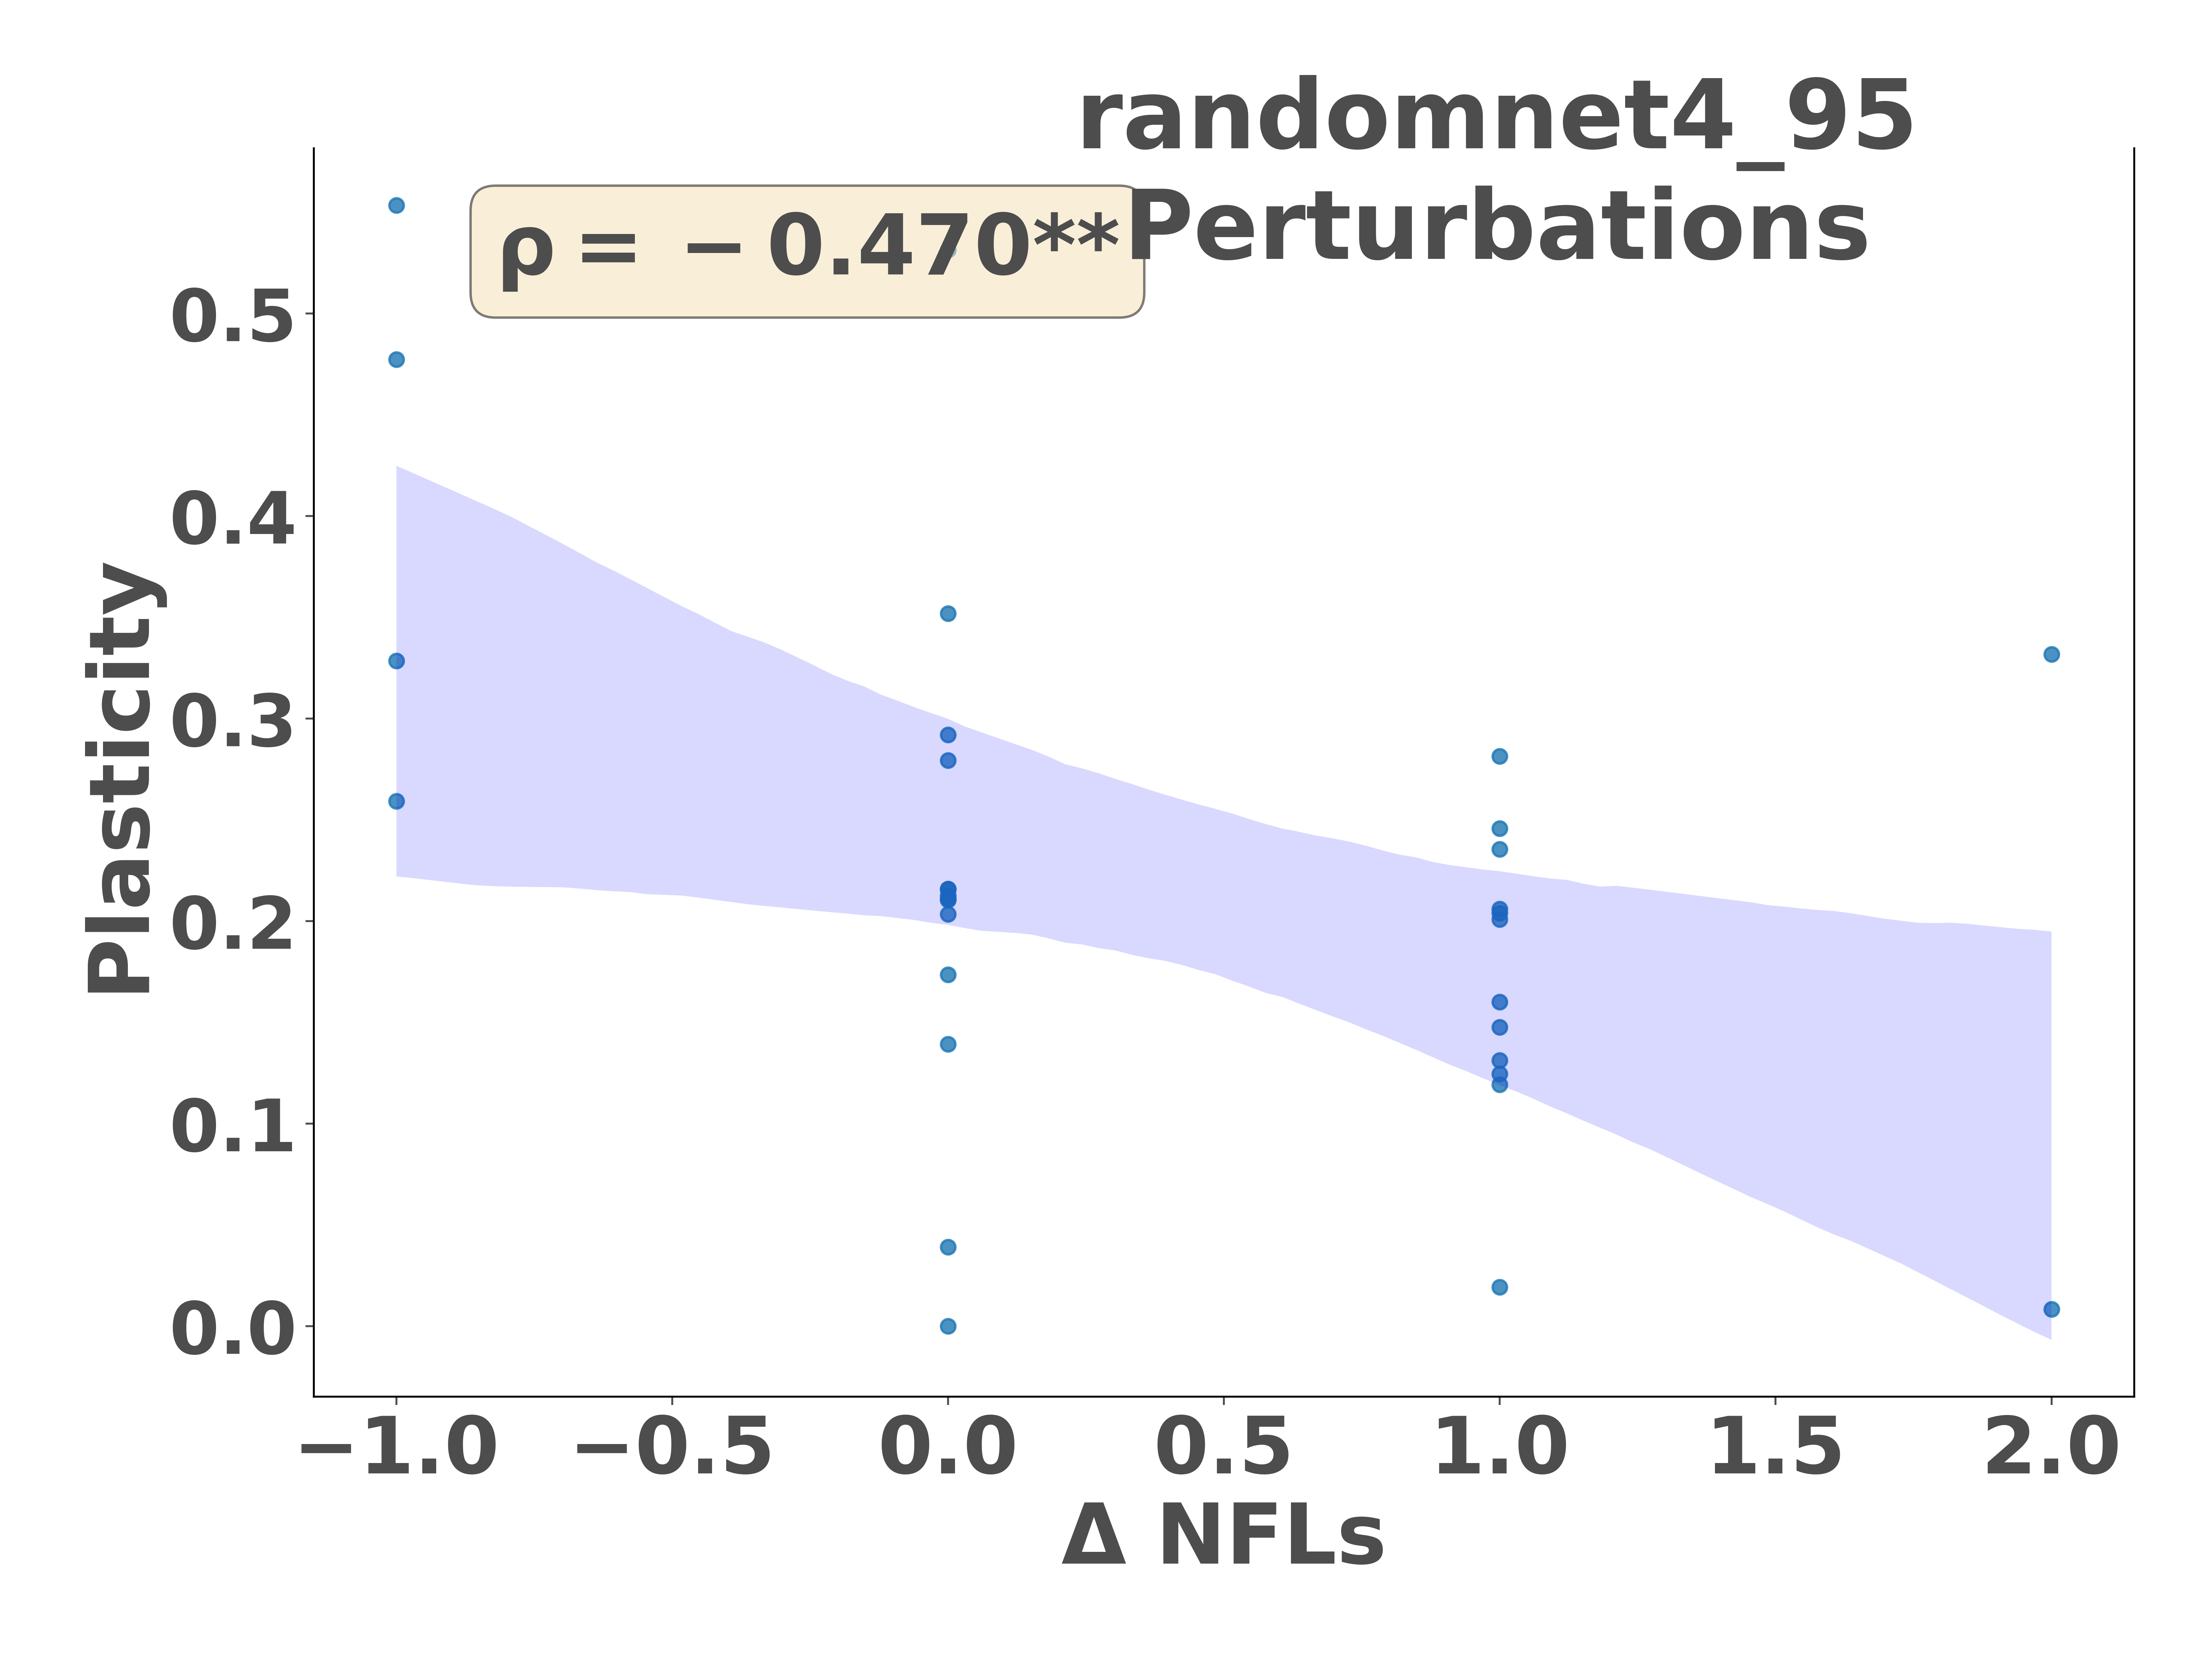 randomnet4_95
Perturbations
ρ = − 0.470**
Plasticity
0.5
0.4
0.3
0.2
0.1
0.0
−1.0 −0.5 0.0 0.5 1.0 1.5 2.0
Δ NFLs